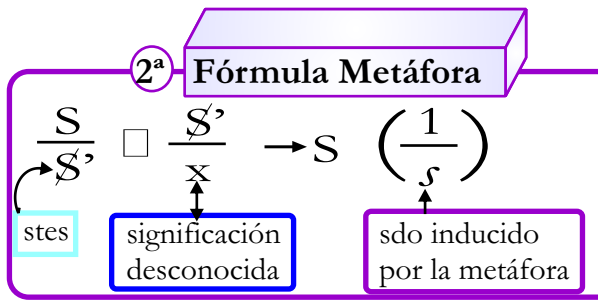 2ª Fórmula Metáfora
S/S̸' □ S̸'/x → S (1/s)
stes
significación
desconocida
sdo inducido
por la metáfora